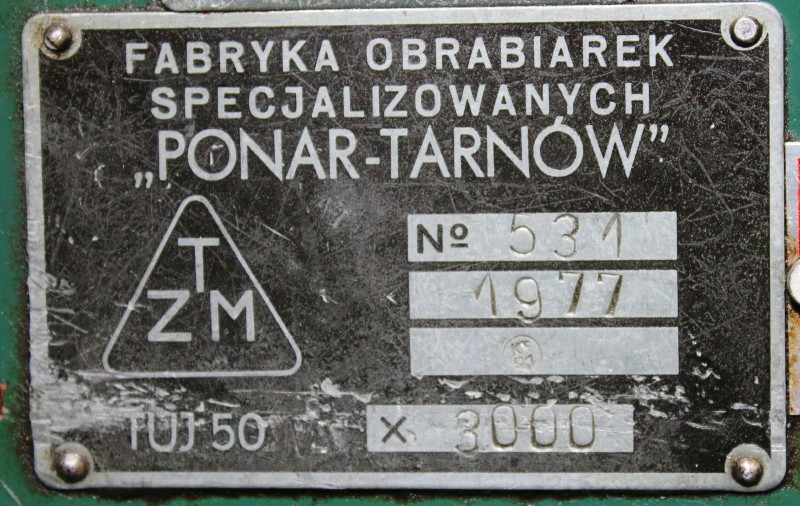 FABRYKA OBRABIAREK
SPECJALIZOWANYCH
„PONAR-TARNÓW”
T
ZM
Nº 531
1977
TUJ 50 X 3000